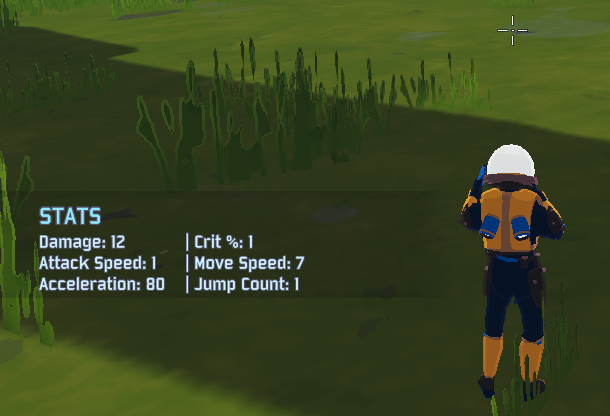 STATS
Damage: 12 | Crit %: 1
Attack Speed: 1 | Move Speed: 7
Acceleration: 80 | Jump Count: 1